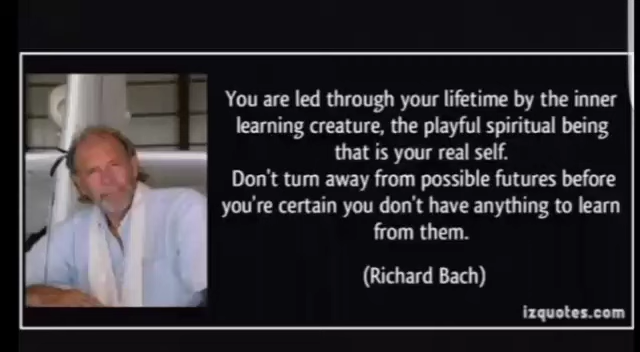 You are led through your lifetime by the inner
learning creature, the playful spiritual being
that is your real self.
Don't turn away from possible futures before
you're certain you don't have anything to learn
from them.
(Richard Bach)
izquotes.com